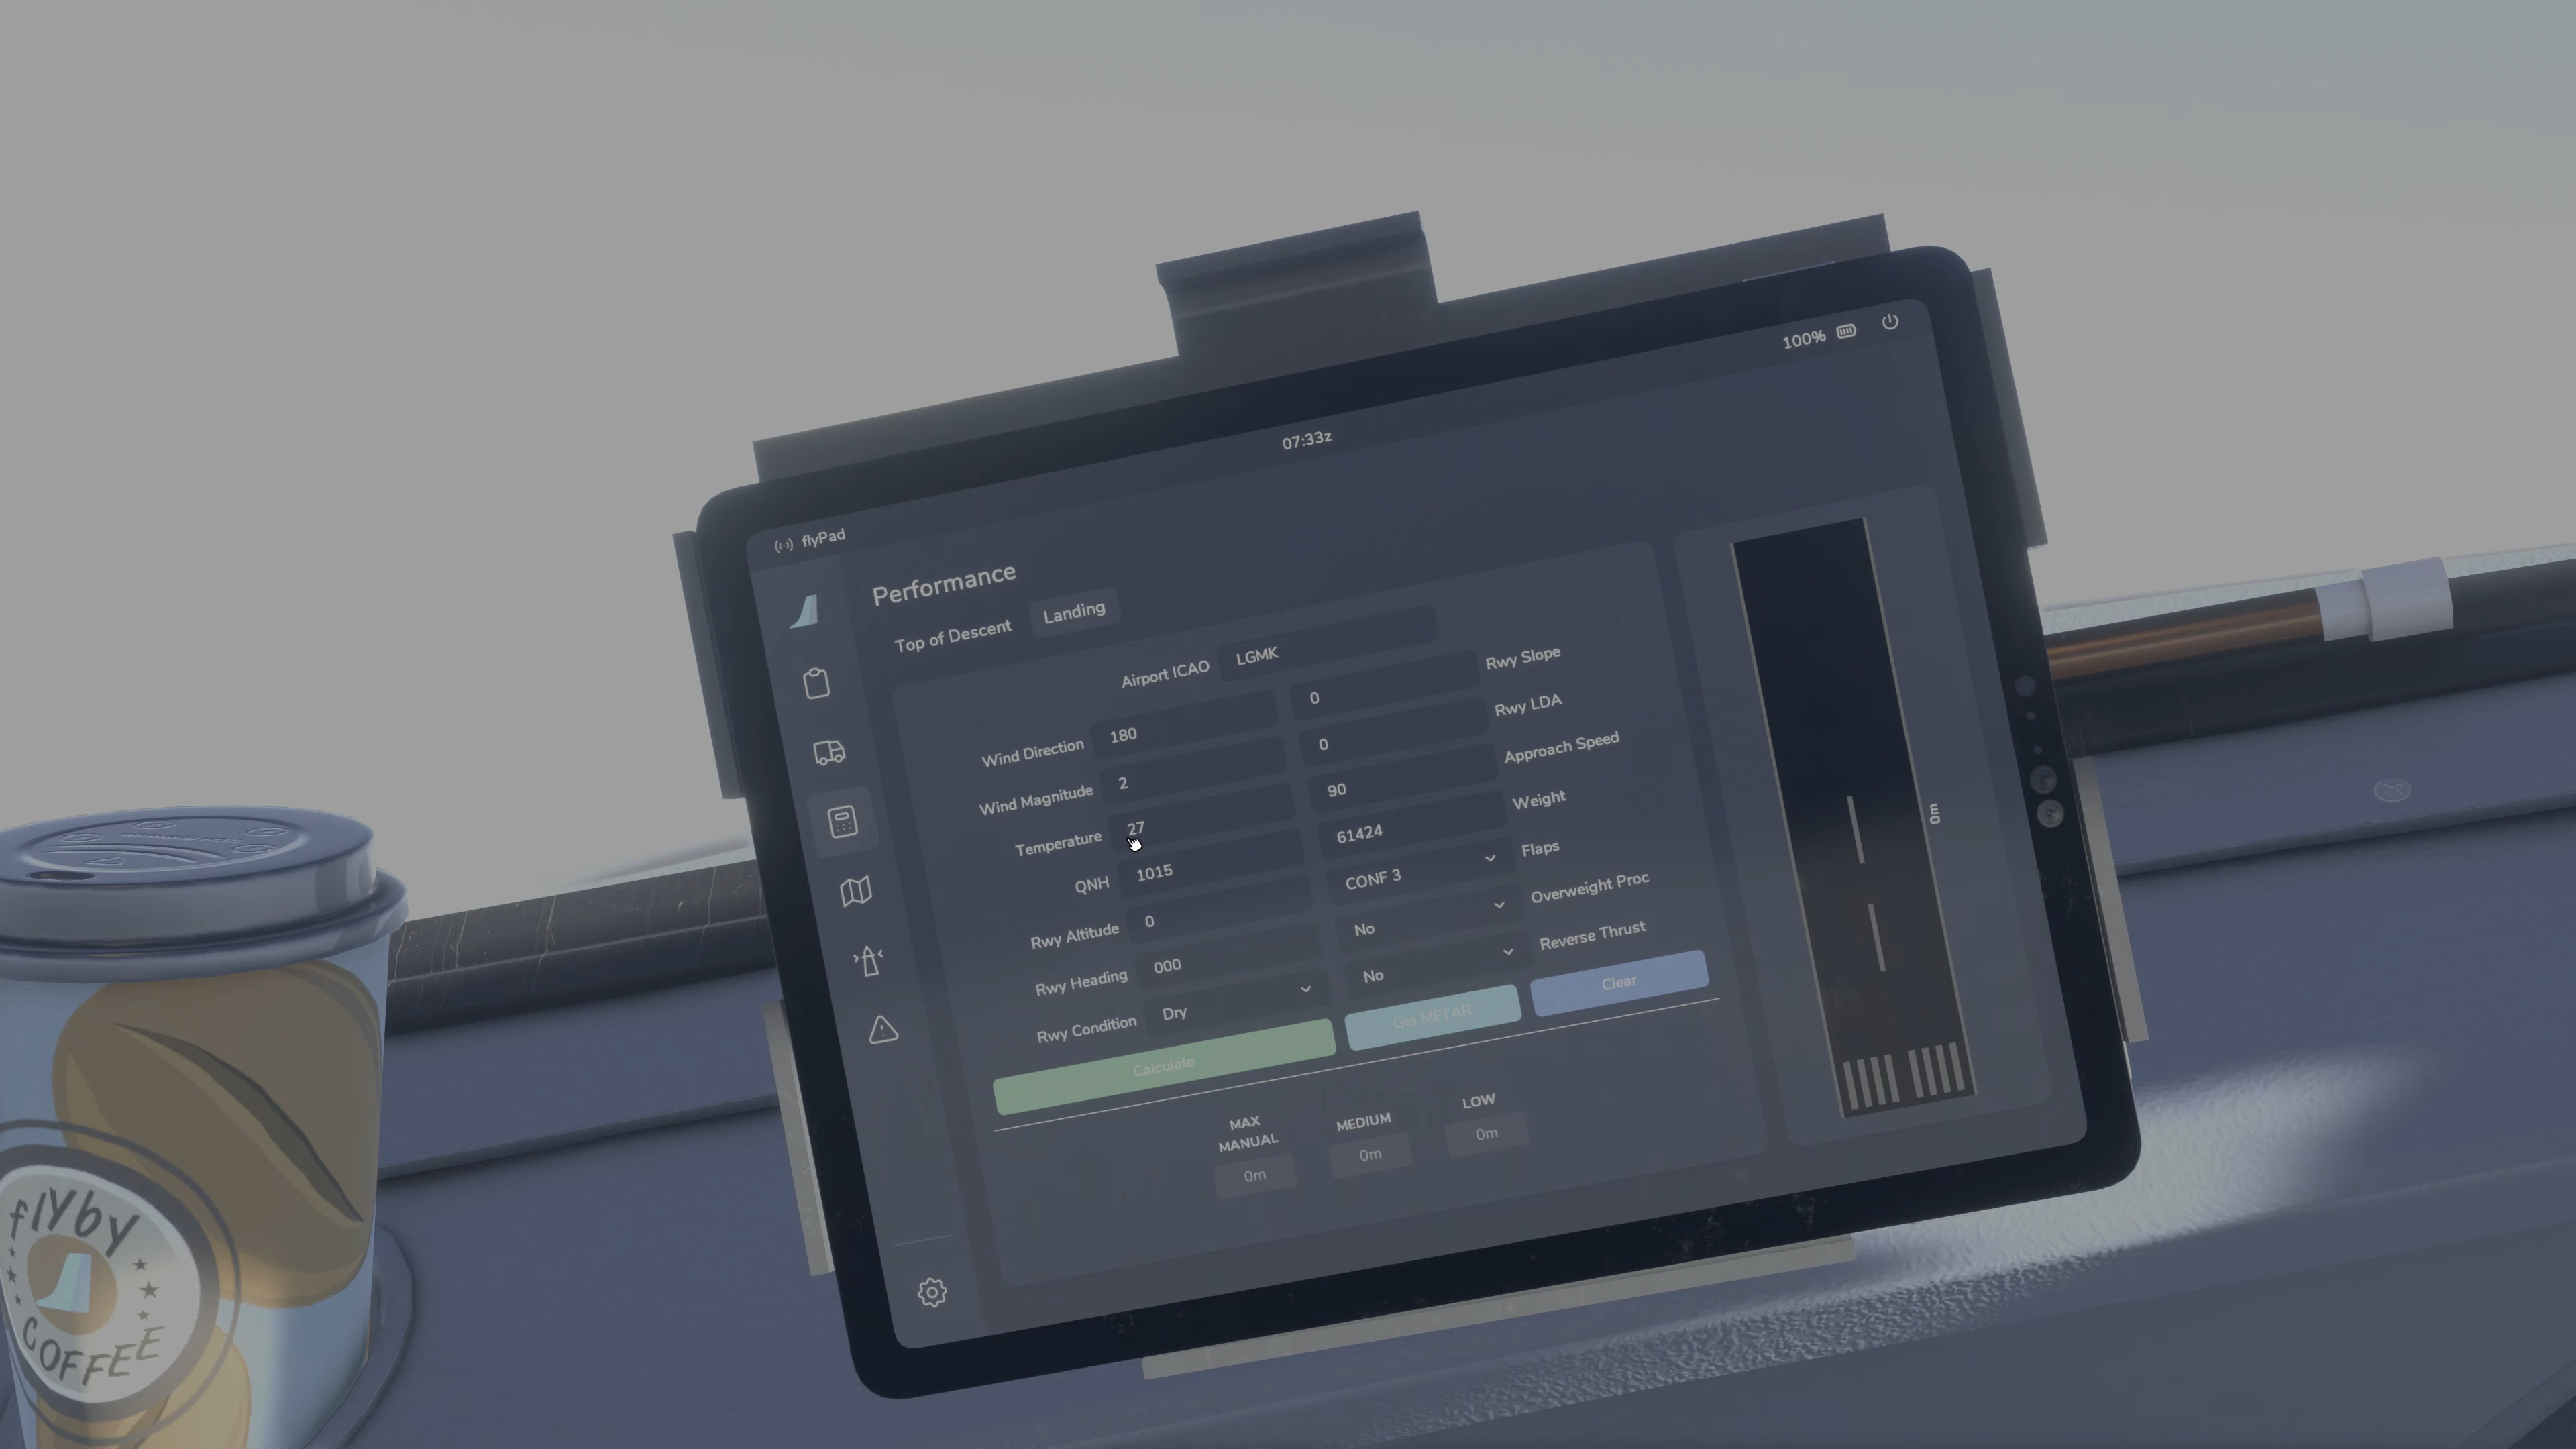 100%
07:33z
flyPad
Performance
Top of Descent
Landing
Airport ICAO
LGMK
Wind Direction
180
0
Rwy Slope
Wind Magnitude
2
0
Rwy LDA
Temperature
27
90
Approach Speed
QNH
1015
61424
Weight
Rwy Altitude
0
CONF 3
Flaps
Rwy Heading
000
No
Overweight Proc
Rwy Condition
Dry
No
Reverse Thrust
Calculate
Get METAR
Clear
MAX
MANUAL
MEDIUM
LOW
0m
0m
0m
0m
flyby
COFFEE